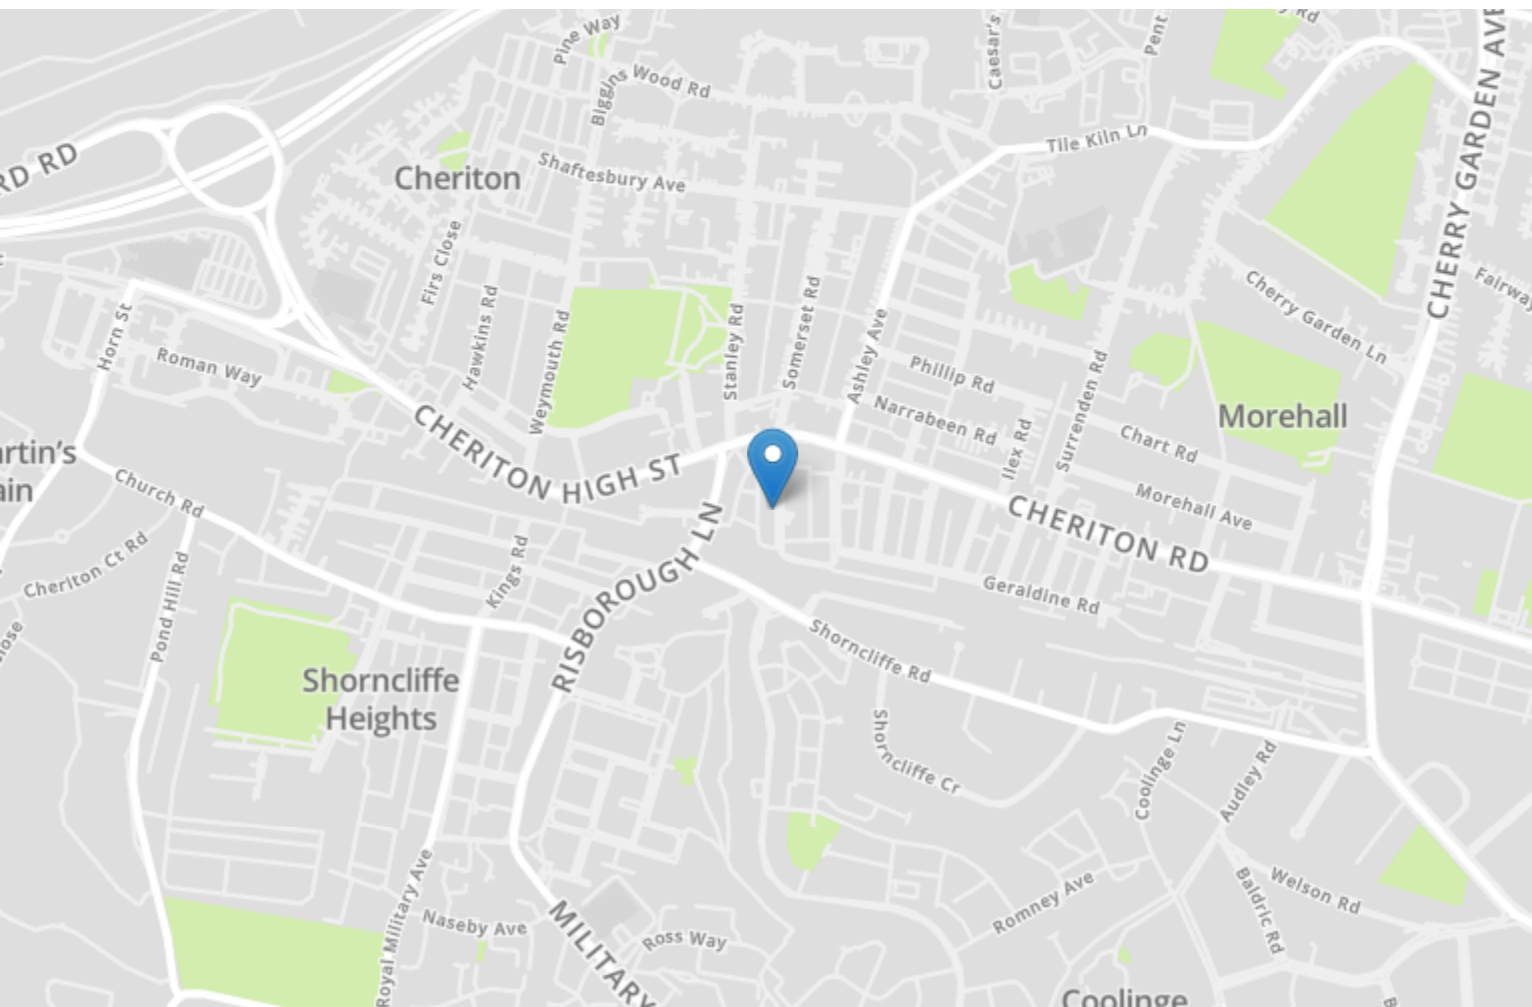 Pine Way
Biggins Wood Rd
Caesar's
Pent
y Rd
CHERRY GARDEN AVE
Tile Kiln Ln
RD RD
Cheriton
Shaftesbury Ave
Firs Close
Hawkins Rd
Weymouth Rd
Stanley Rd
Somerset Rd
Ashley Ave
Cherry Garden Ln
Fairway
Horn St
Roman Way
Phillip Rd
Narrabeen Rd
Ilex Rd
Surrenden Rd
Chart Rd
Morehall
Morehall Ave
CHERITON HIGH ST
CHERITON RD
artin's
ain
Church Rd
Cheriton Ct Rd
Pond Hill Rd
Kings Rd
RISBOROUGH LN
Geraldine Rd
lose
Shorncliffe
Heights
Shorncliffe Rd
Shorncliffe Cr
Coolinge Ln
Audley Rd
Royal Military Ave
Naseby Ave
MILITARY
Ross Way
Romney Ave
Baldric Rd
Welson Rd
Coolinge
B